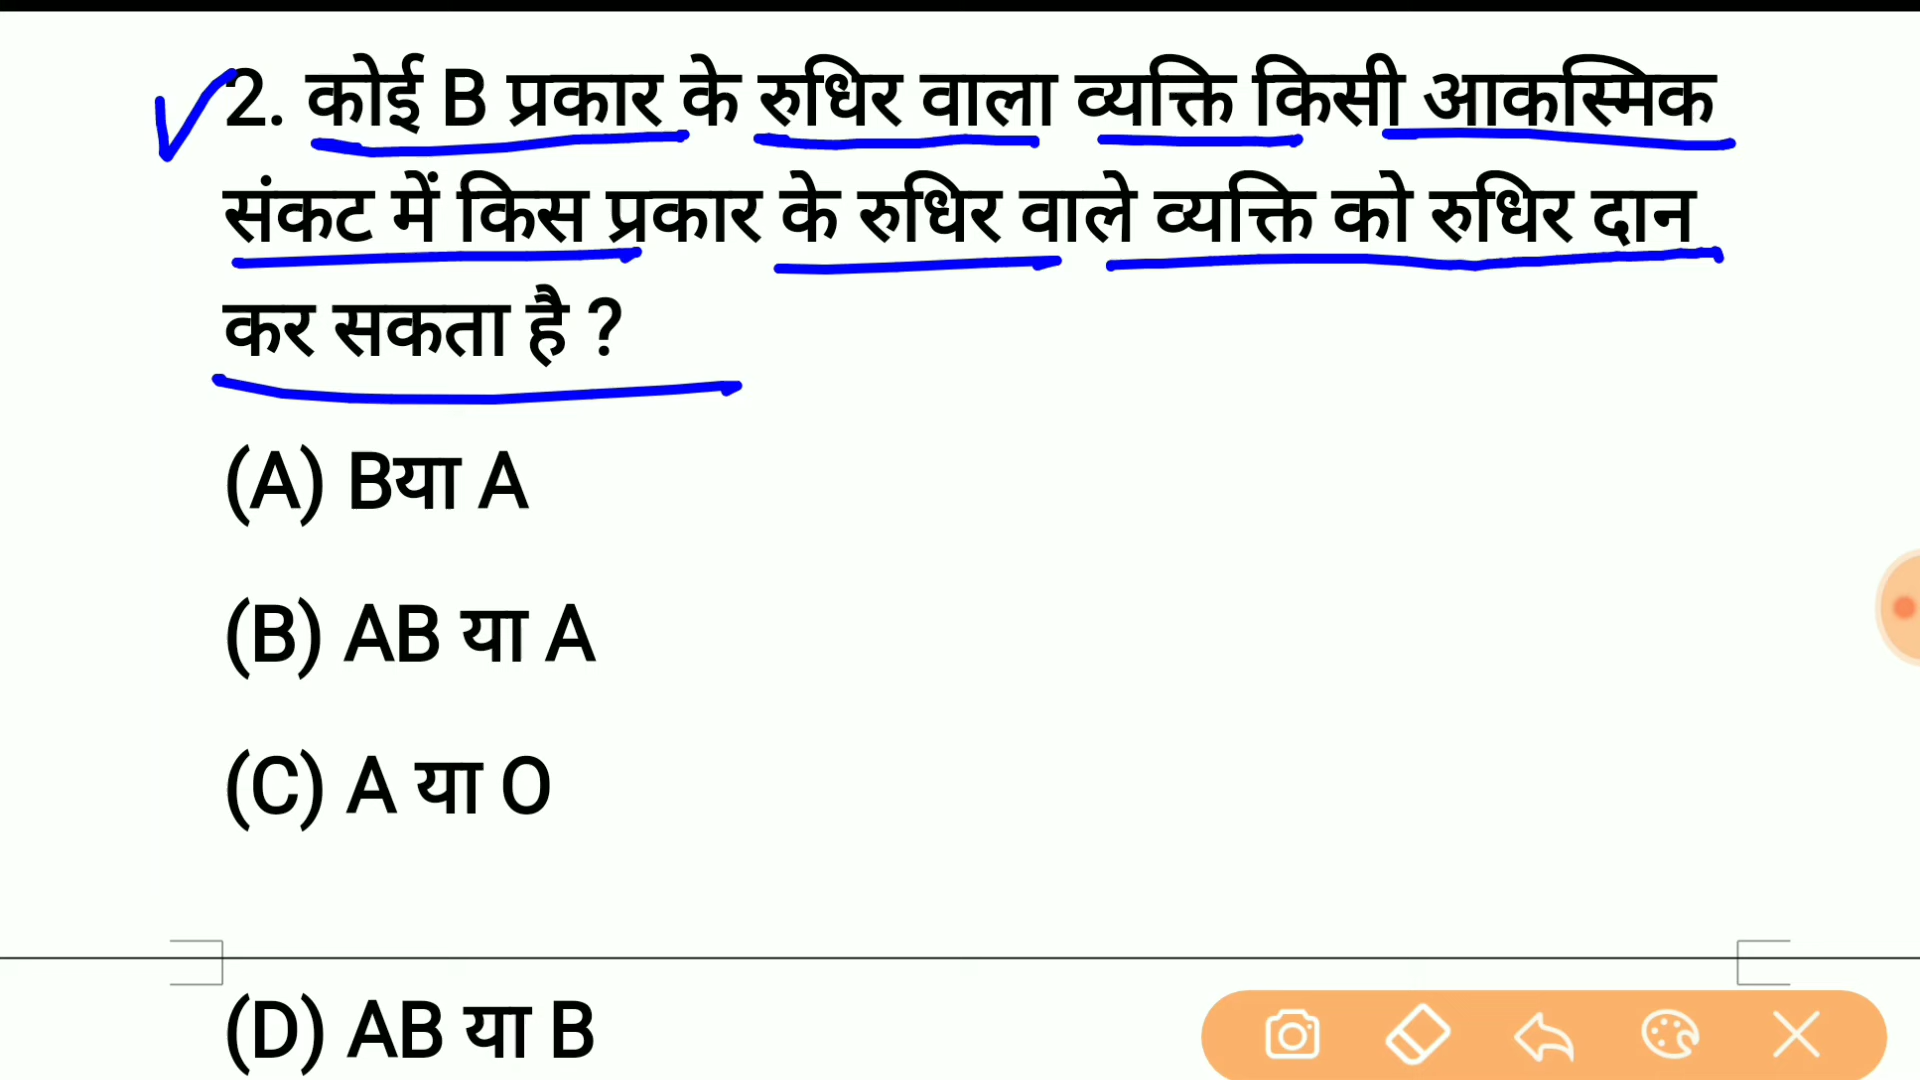 2. कोई B प्रकार के रुधिर वाला व्यक्ति किसी आकस्मिक
संकट में किस प्रकार के रुधिर वाले व्यक्ति को रुधिर दान
कर सकता है ?
(A) Bया A
(B) AB या A
(C) A या O
(D) AB या B